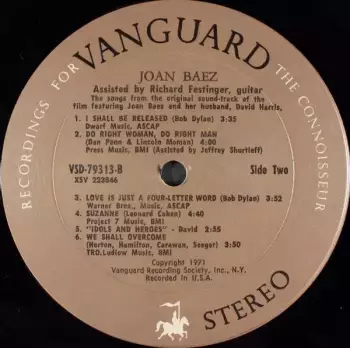 RECORDINGS FOR VANGUARD THE CONNOISSEUR
JOAN BAEZ
Assisted by Richard Festinger, guitar
The songs from the original sound-track of the
film featuring Joan Baez and her husband, David Harris.
1. I SHALL BE RELEASED (Bob Dylan) 3:35
Dwarf Music, ASCAP
2. DO RIGHT WOMAN, DO RIGHT MAN
(Dan Penn & Lincoln Monan) 2:50
Press Music, BMI (Assisted by Jeffrey Shurtleff)
VSD-79313-B Side Two
XSV 223846
3. LOVE IS JUST A FOUR-LETTER WORD (Bob Dylan) 3:52
Warner Bros., Music, ASCAP
4. SUZANNE (Leonard Cohen) 4:40
Project 7 Music, BMI
5. "IDOLS AND HEROES" - David 2:55
6. WE SHALL OVERCOME
(Horton, Hamilton, Carawan, Seeger) 3:50
TRO.Ludlow Music, BMI
Copyright 1971
Vanguard Recording Society, Inc., N.Y.
Recorded in U.S.A.
STEREO